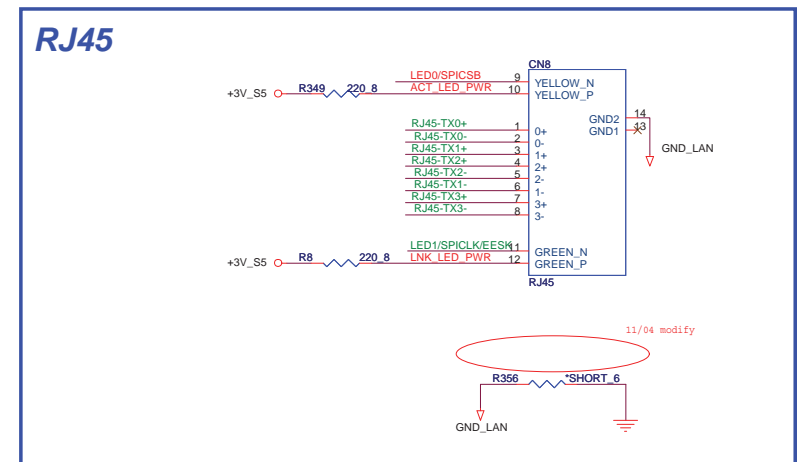 RJ45
CN8
LED0/SPICSB 9 YELLOW_N
+3V_S5 R349 220_8 ACT_LED_PWR 10 YELLOW_P
GND2 14
GND1 13
GND_LAN
RJ45-TX0+ 1 0+
RJ45-TX0- 2 0-
RJ45-TX1+ 3 1+
RJ45-TX2+ 4 2+
RJ45-TX2- 5 2-
RJ45-TX1- 6 1-
RJ45-TX3+ 7 3+
RJ45-TX3- 8 3-
LED1/SPICLK/EESK 11 GREEN_N
+3V_S5 R8 220_8 LNK_LED_PWR 12 GREEN_P
RJ45
11/04 modify
R356 *SHORT_6
GND_LAN